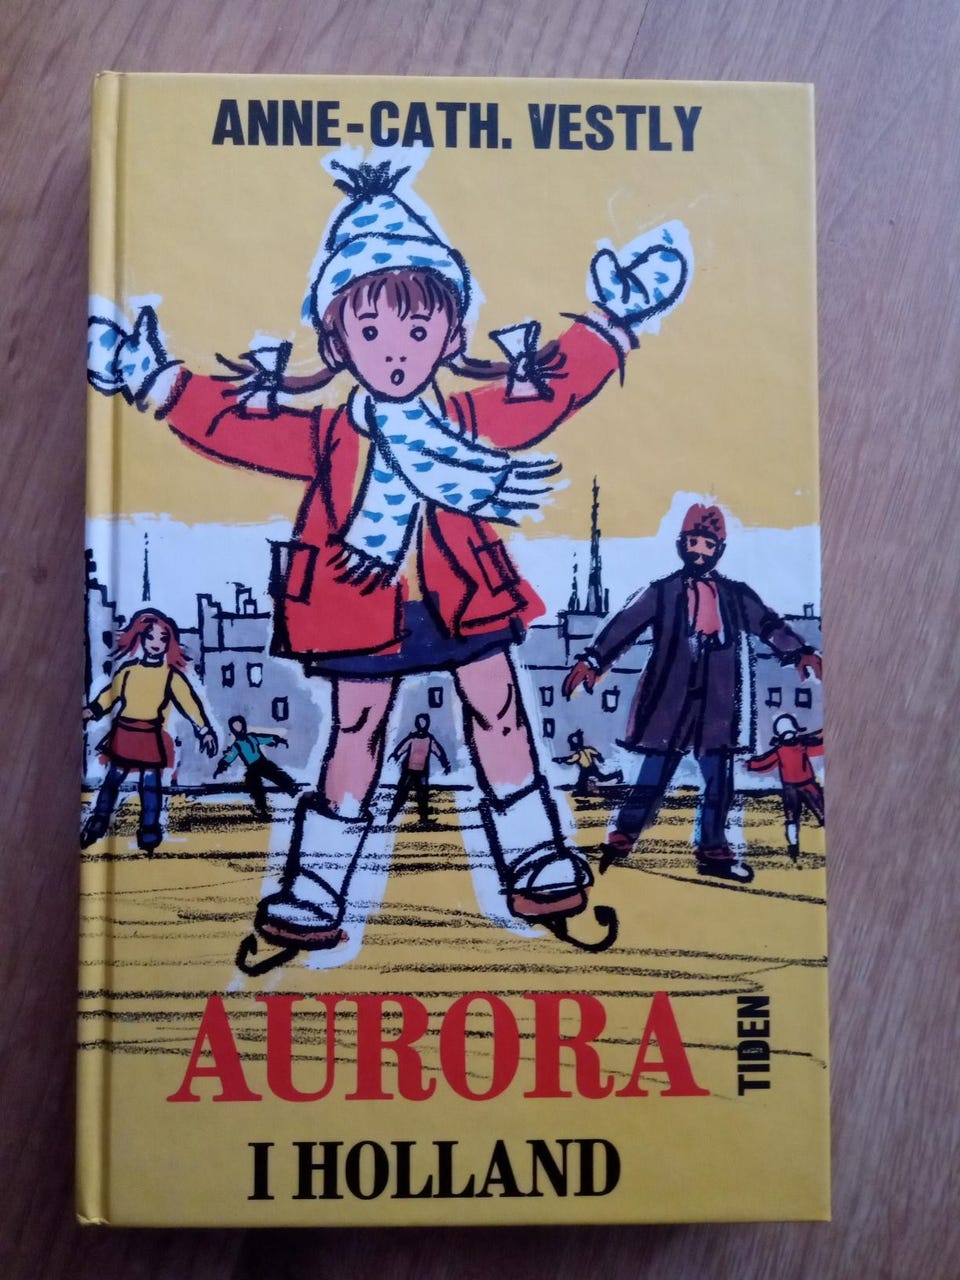 ANNE-CATH. VESTLY
AURORA
TIDEN
I HOLLAND